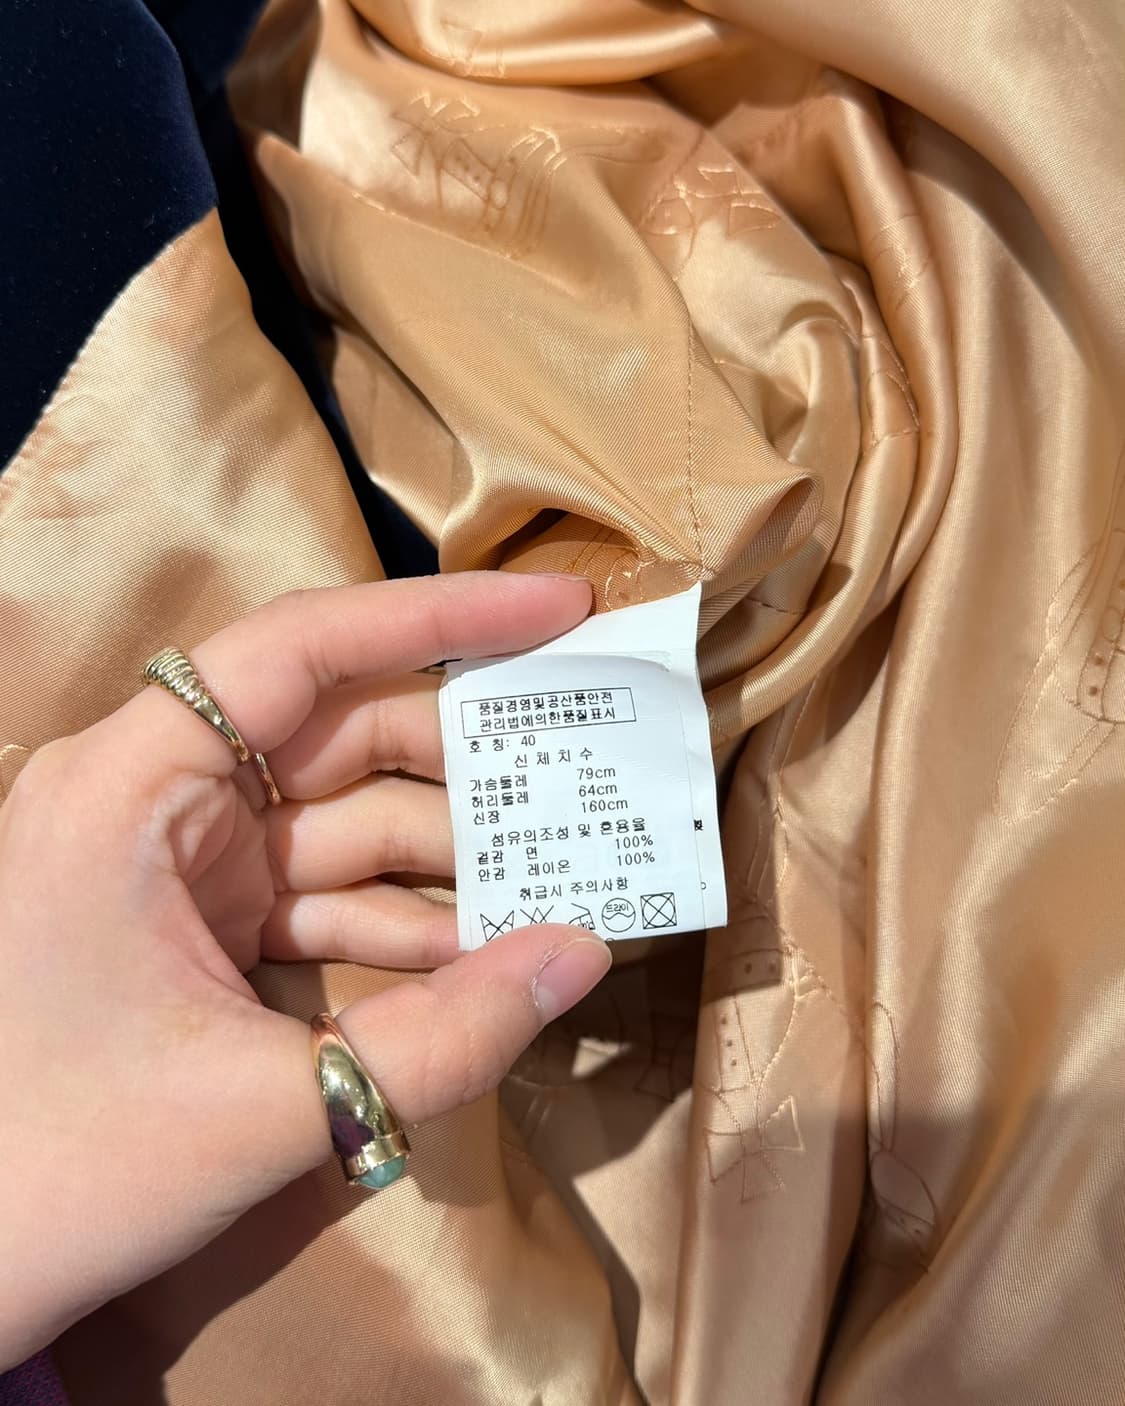 품질경영및공산품안전
관리법에의한품질표시
호 칭: 40
신 체 치 수
가슴둘레 79cm
허리둘레 64cm
신장 160cm
섬유의조성 및 혼용율
겉감 면 100%
안감 레이온 100%
취급시 주의사항
드라이